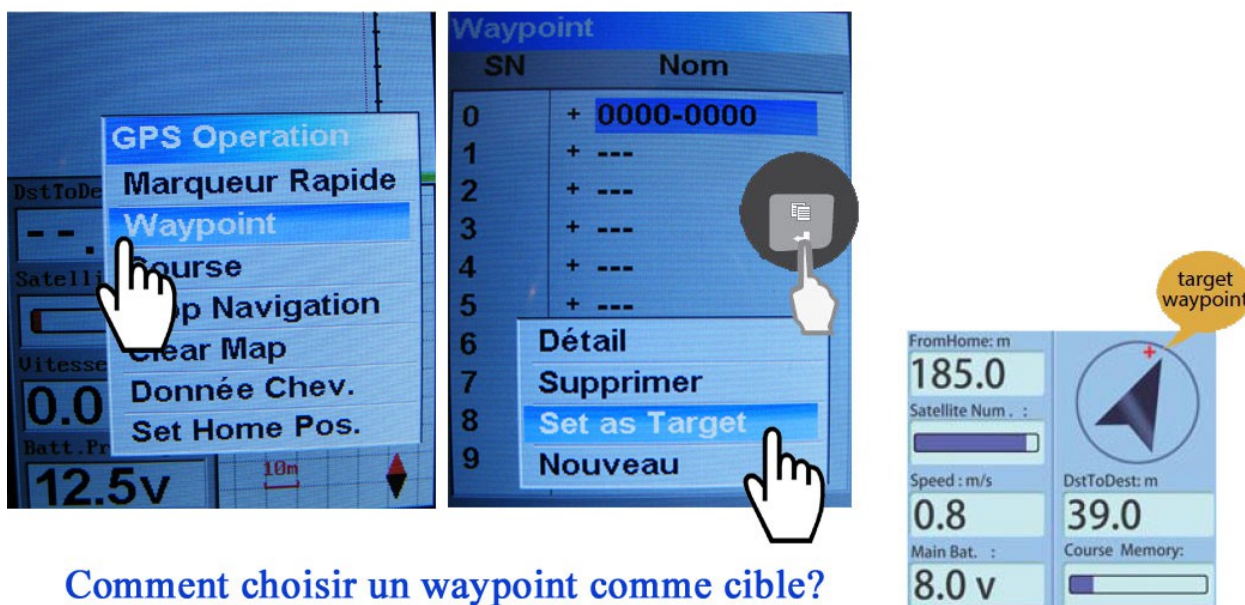 GPS Operation
Marqueur Rapide
Waypoint
Course
Navigation
Clear Map
Donnée Chev.
Set Home Pos.
DstToDe
--.
Satelli
Vitesse
0.0
Batt.Pr
12.5v
10m
Waypoint
SN Nom
0 + 0000-0000
1 + ---
2 + ---
3 + ---
4 + ---
5 + ---
6
7
8
9
Détail
Supprimer
Set as Target
Nouveau
target
waypoint
FromHome: m
185.0
Satellite Num. :
Speed : m/s
0.8
Main Bat. :
8.0 v
DstToDest: m
39.0
Course Memory:
Comment choisir un waypoint comme cible?